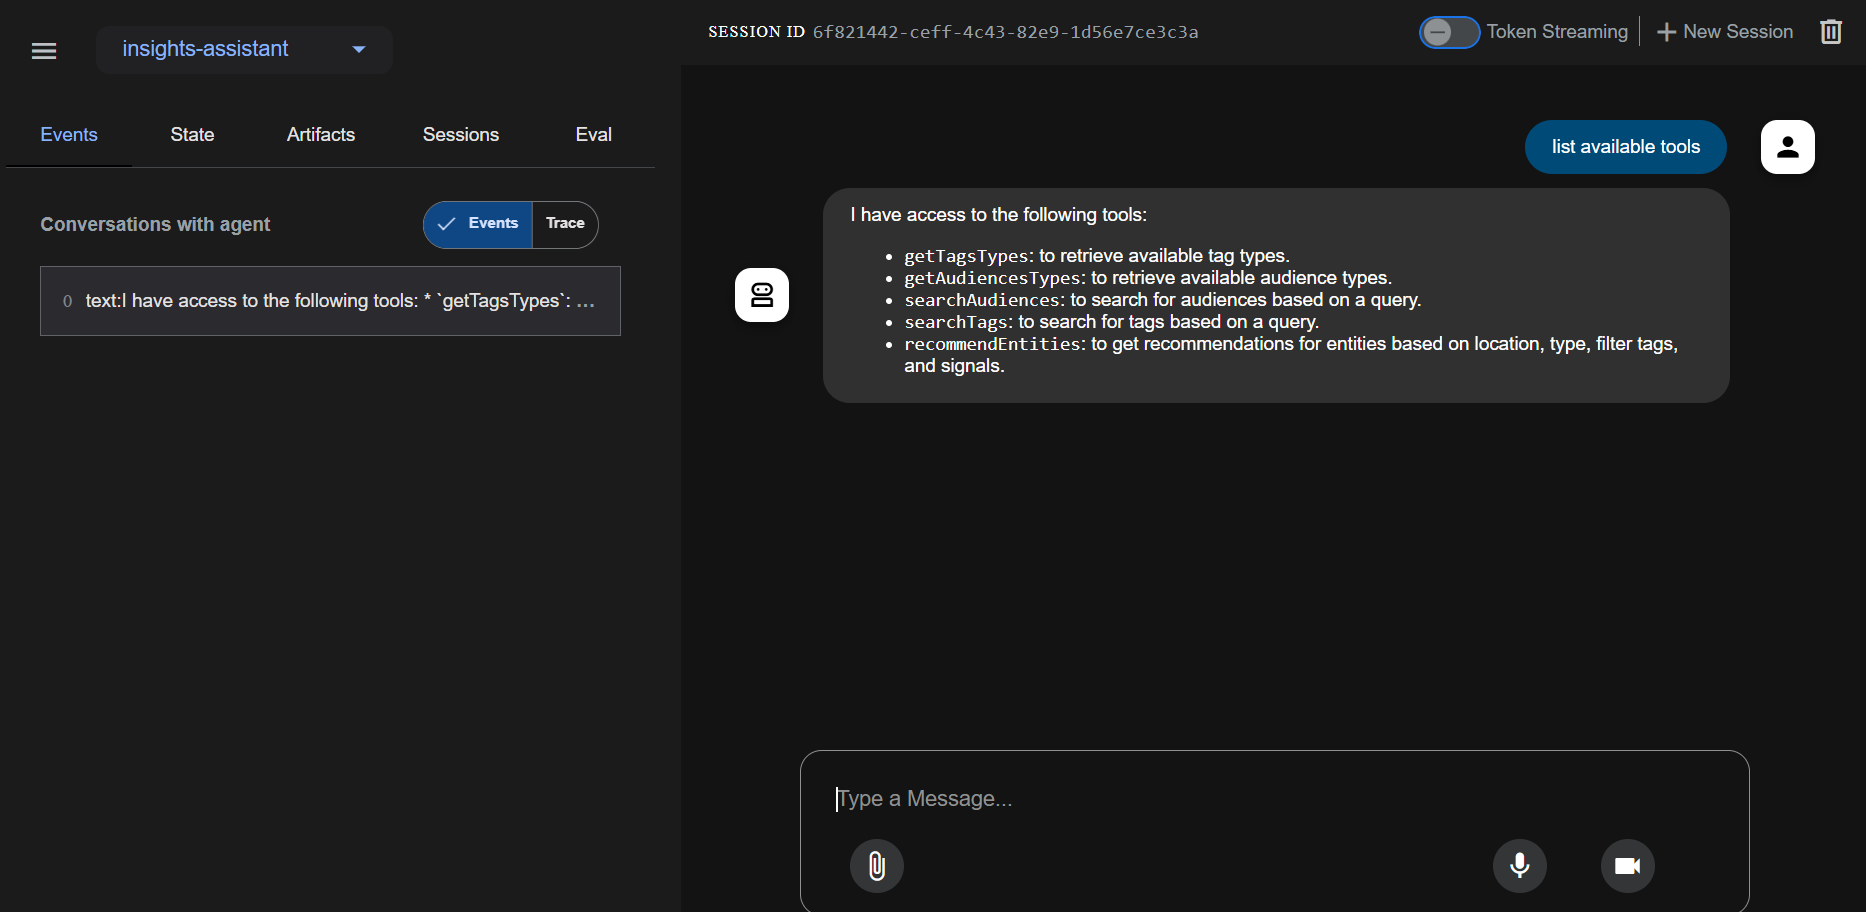 insights-assistant
SESSION ID 6f821442-ceff-4c43-82e9-1d56e7ce3c3a
Token Streaming
New Session
Events
State
Artifacts
Sessions
Eval
Conversations with agent
Events
Trace
0 text:I have access to the following tools: * `getTagsTypes`: ...
list available tools
I have access to the following tools:
• getTagsTypes: to retrieve available tag types.
• getAudiencesTypes: to retrieve available audience types.
• searchAudiences: to search for audiences based on a query.
• searchTags: to search for tags based on a query.
• recommendEntities: to get recommendations for entities based on location, type, filter tags,
and signals.
Type a Message...